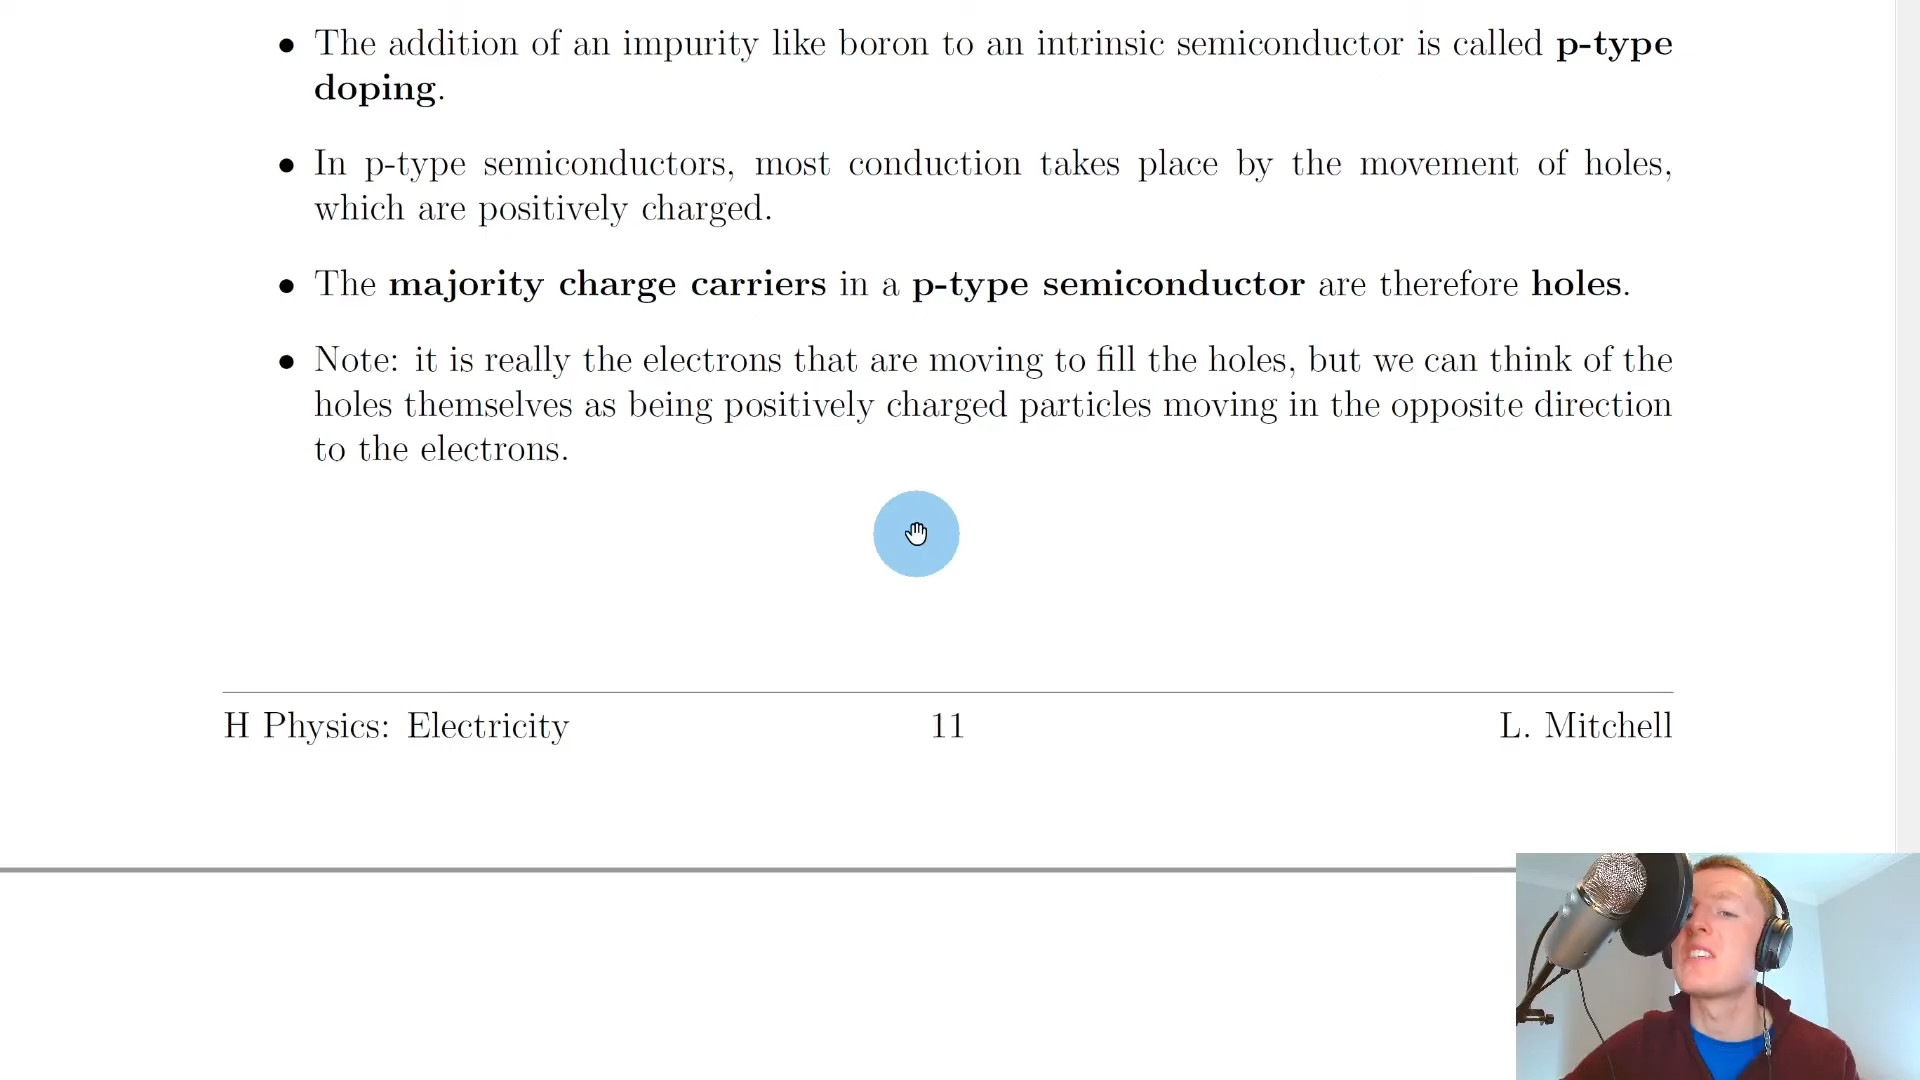 • The addition of an impurity like boron to an intrinsic semiconductor is called p-type
doping.
• In p-type semiconductors, most conduction takes place by the movement of holes,
which are positively charged.
• The majority charge carriers in a p-type semiconductor are therefore holes.
• Note: it is really the electrons that are moving to fill the holes, but we can think of the
holes themselves as being positively charged particles moving in the opposite direction
to the electrons.
H Physics: Electricity 11 L. Mitchell